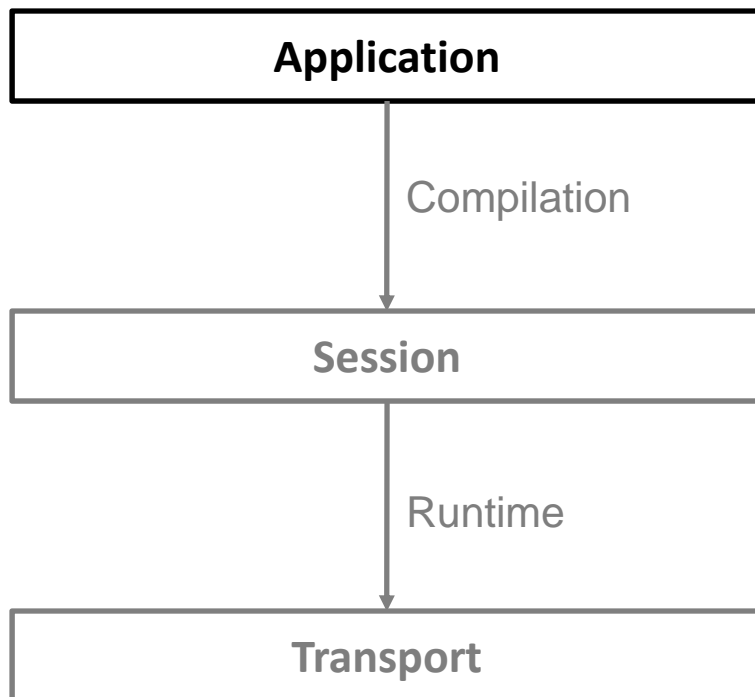 Application
Compilation
Session
Runtime
Transport